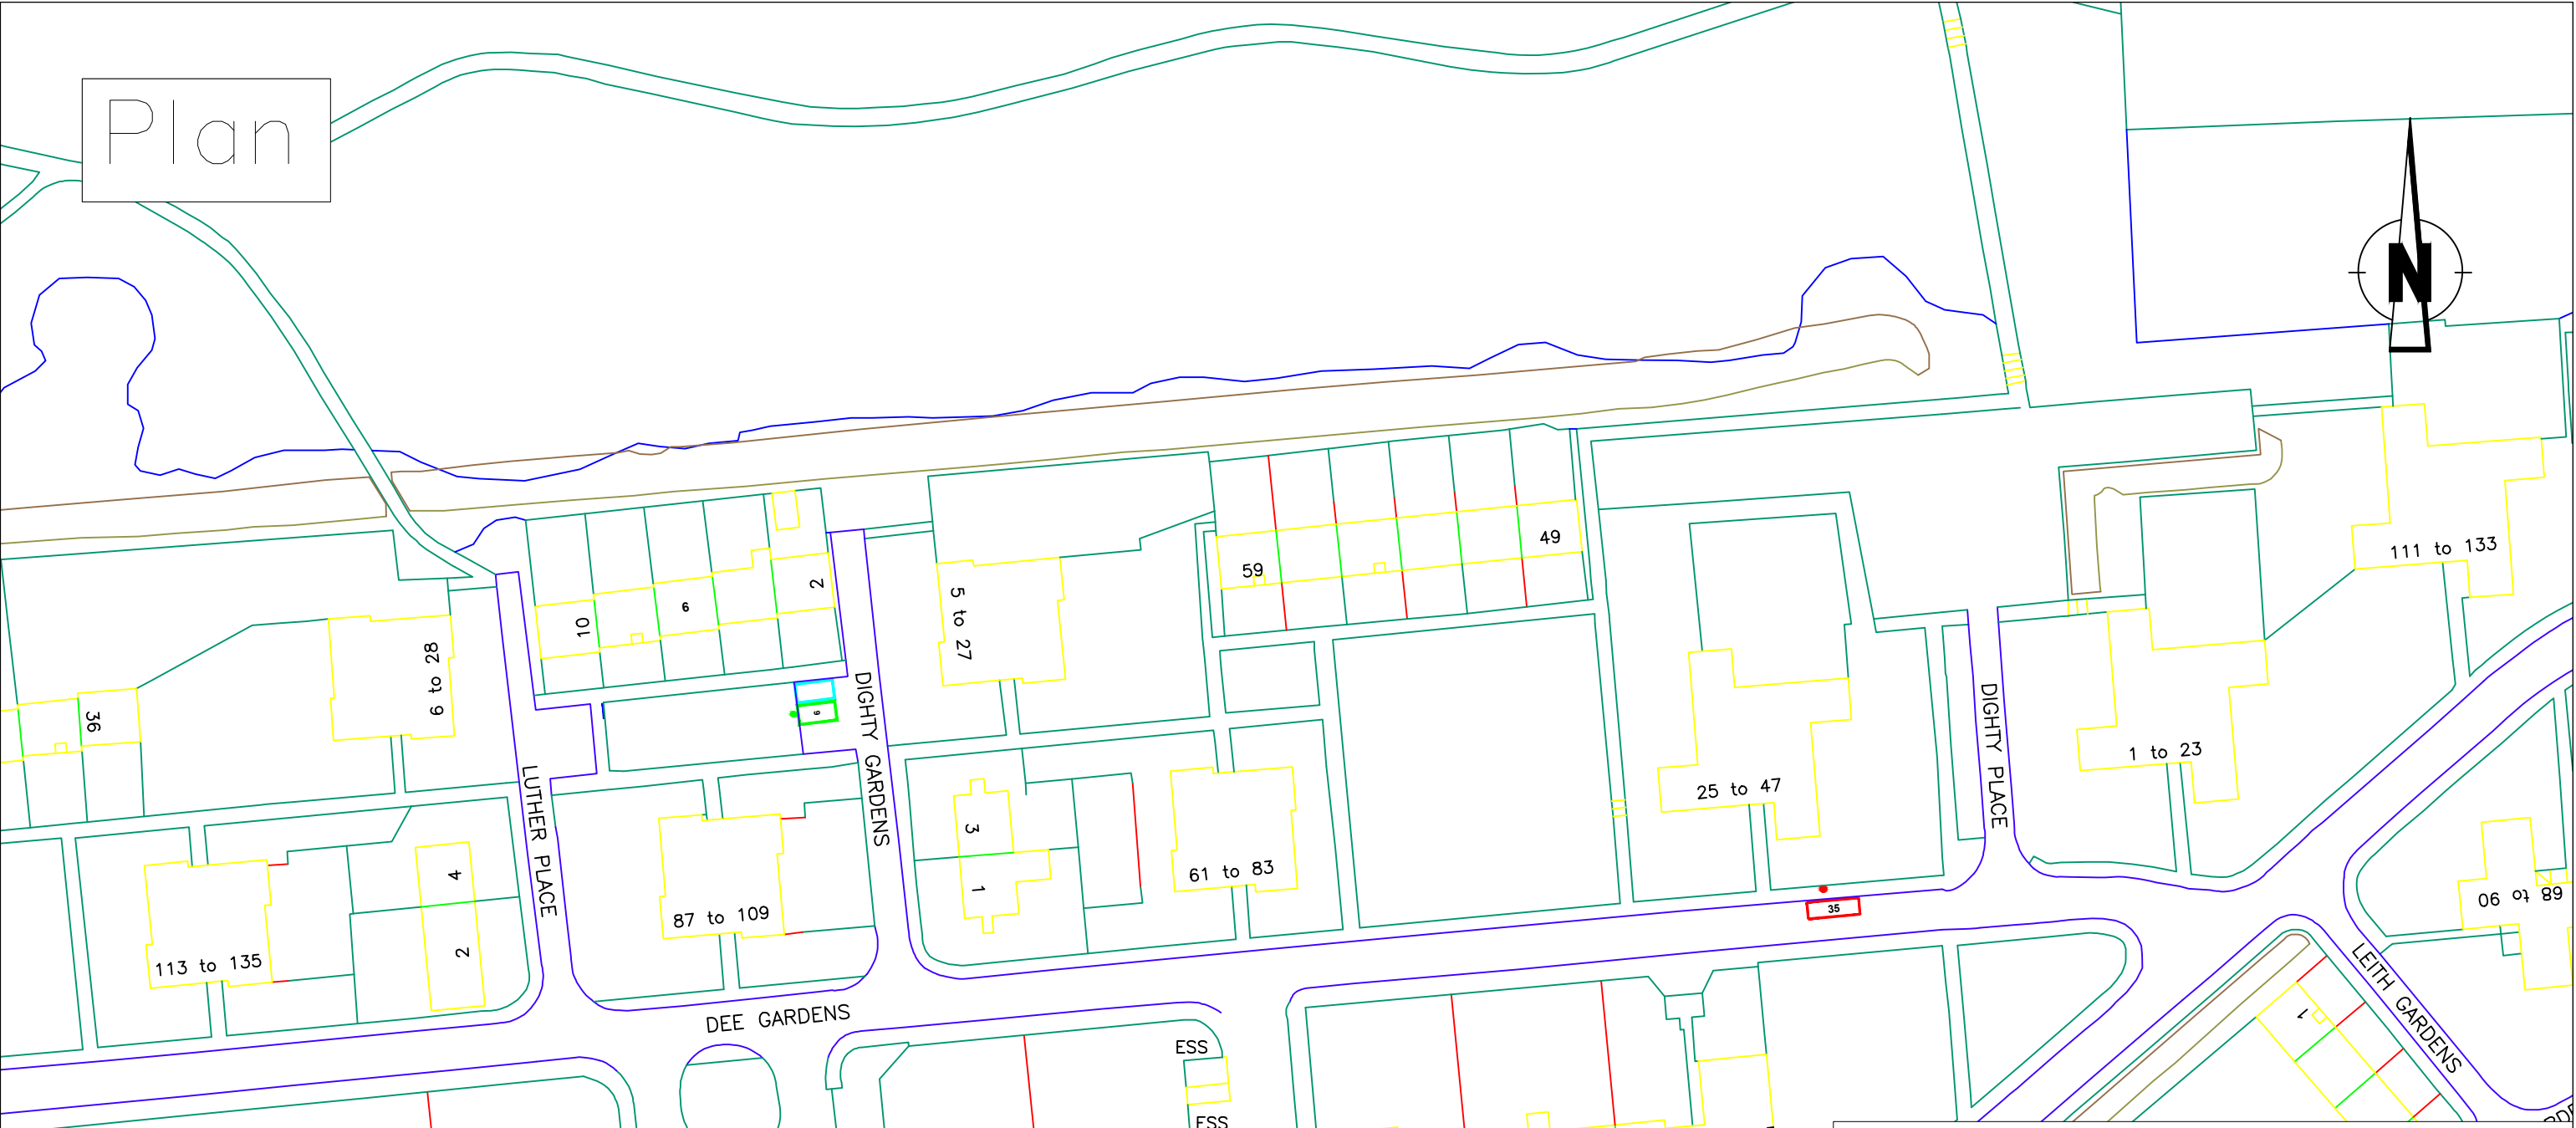 Plan
N
111 to 133
49
59
2
6
10
5 to 27
6 to 28
36
9
DIGHTY GARDENS
DIGHTY PLACE
1 to 23
25 to 47
LUTHER PLACE
3
1
61 to 83
4
2
87 to 109
113 to 135
35
68 to 90
DEE GARDENS
LEITH GARDENS
1
ESS
ESS